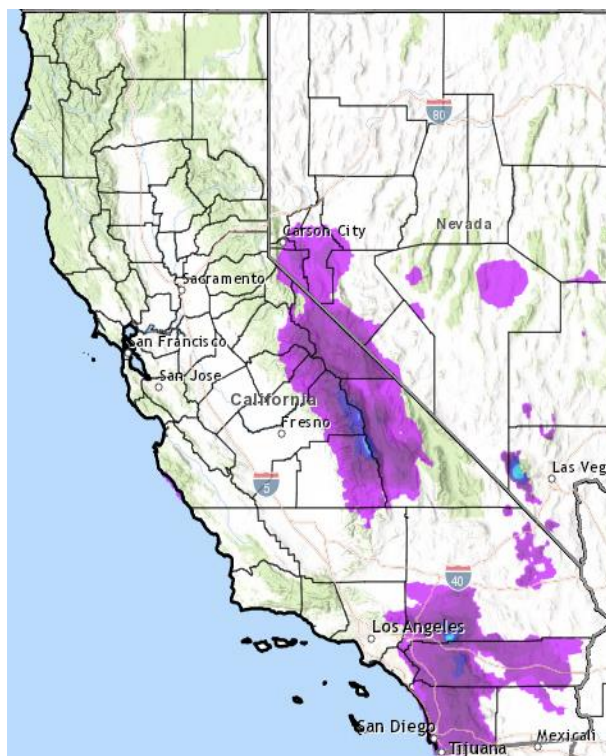 80
Nevada
Carson City
Sacramento
San Francisco
San Jose
California
Fresno
5
Las Veg
40
Los Angeles
San Diego
Mexicali
Tijuana